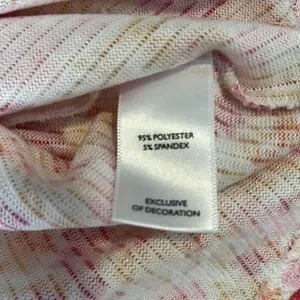 95% POLYESTER
5% SPANDEX
EXCLUSIVE
OF DECORATION